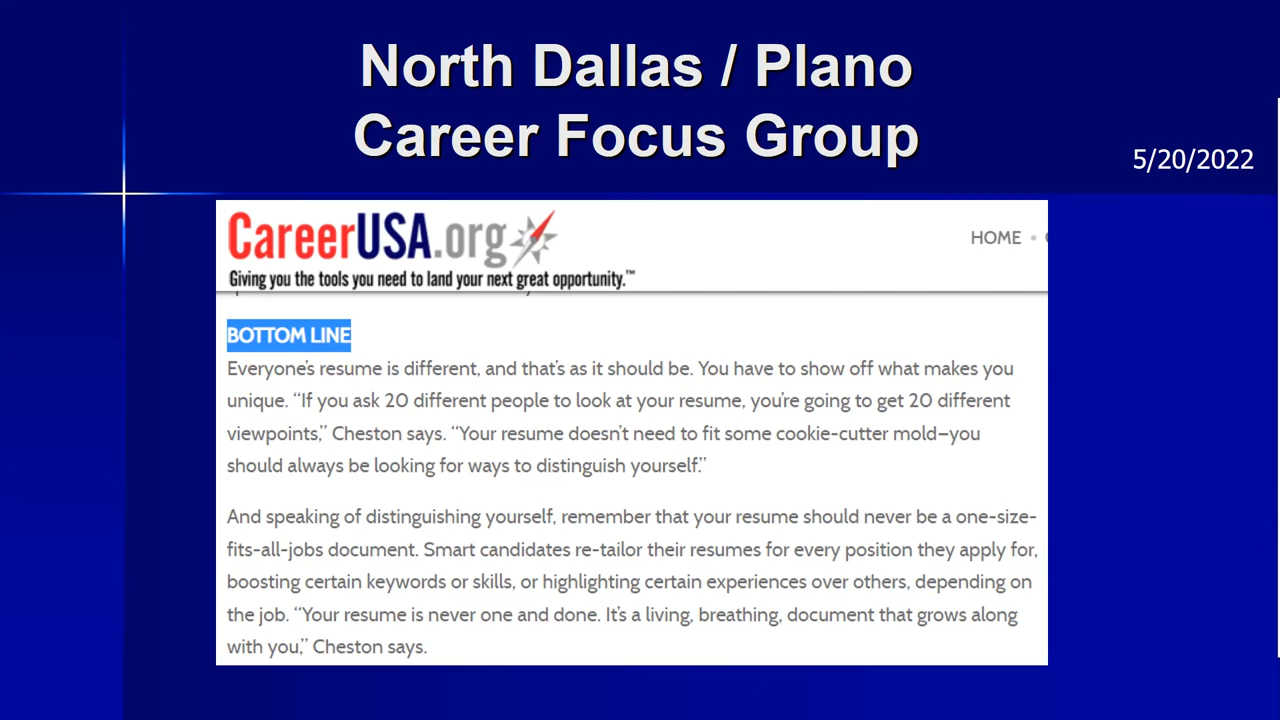 North Dallas / Plano
Career Focus Group
5/20/2022
CareerUSA.org
HOME •
Giving you the tools you need to land your next great opportunity.™
BOTTOM LINE
Everyone's resume is different, and that's as it should be. You have to show off what makes you
unique. “If you ask 20 different people to look at your resume, you're going to get 20 different
viewpoints,” Cheston says. “Your resume doesn't need to fit some cookie-cutter mold–you
should always be looking for ways to distinguish yourself.”
And speaking of distinguishing yourself, remember that your resume should never be a one-size-
fits-all-jobs document. Smart candidates re-tailor their resumes for every position they apply for,
boosting certain keywords or skills, or highlighting certain experiences over others, depending on
the job. “Your resume is never one and done. It's a living, breathing, document that grows along
with you,” Cheston says.